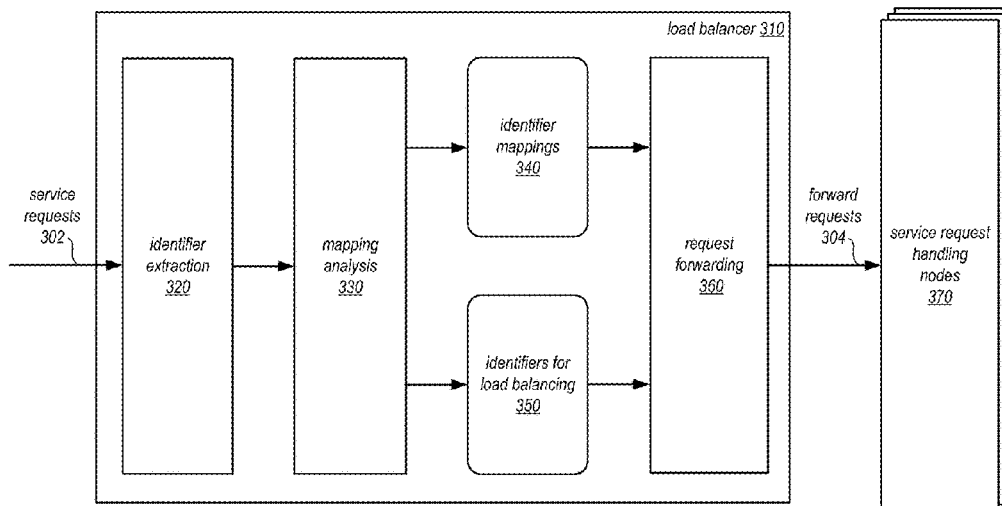 load balancer 310
service
requests
302
identifier
extraction
320
mapping
analysis
330
identifier
mappings
340
identifiers for
load balancing
350
request
forwarding
360
forward
requests
304
service request
handling
nodes
370